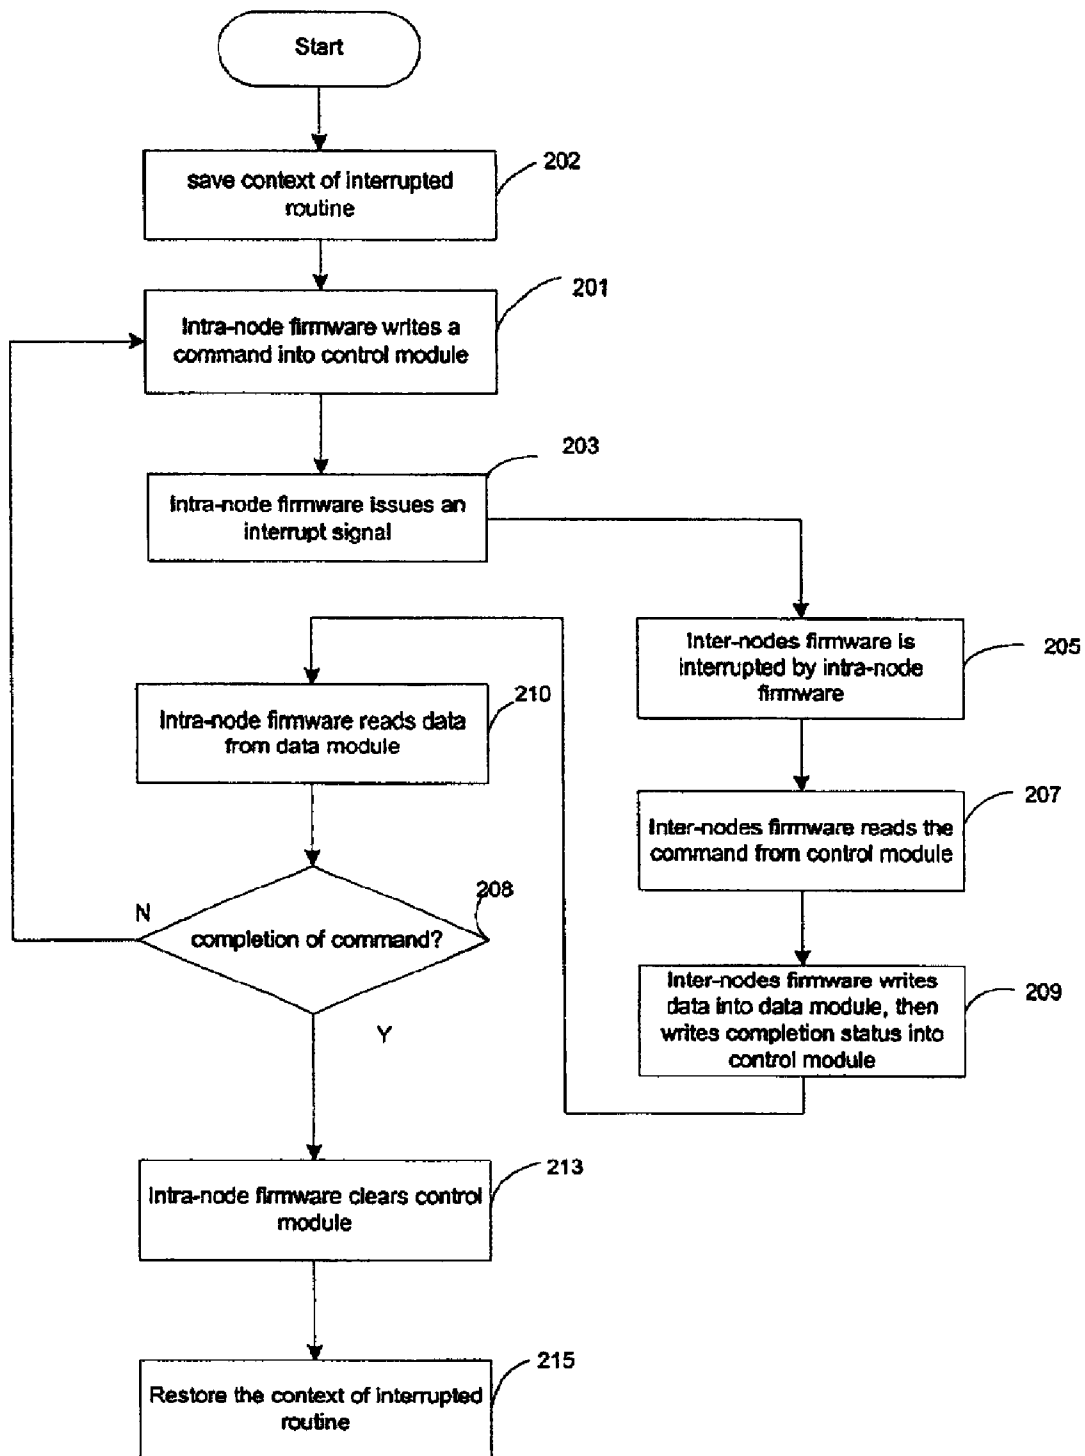 Start
202
save context of interrupted
routine
201
Intra-node firmware writes a
command into control module
203
Intra-node firmware issues an
interrupt signal
Inter-nodes firmware is
interrupted by intra-node
firmware
205
210
Intra-node firmware reads data
from data module
207
Inter-nodes firmware reads the
command from control module
208
N
completion of command?
Inter-nodes firmware writes
data into data module, then
writes completion status into
control module
209
Y
213
Intra-node firmware clears control
module
215
Restore the context of interrupted
routine